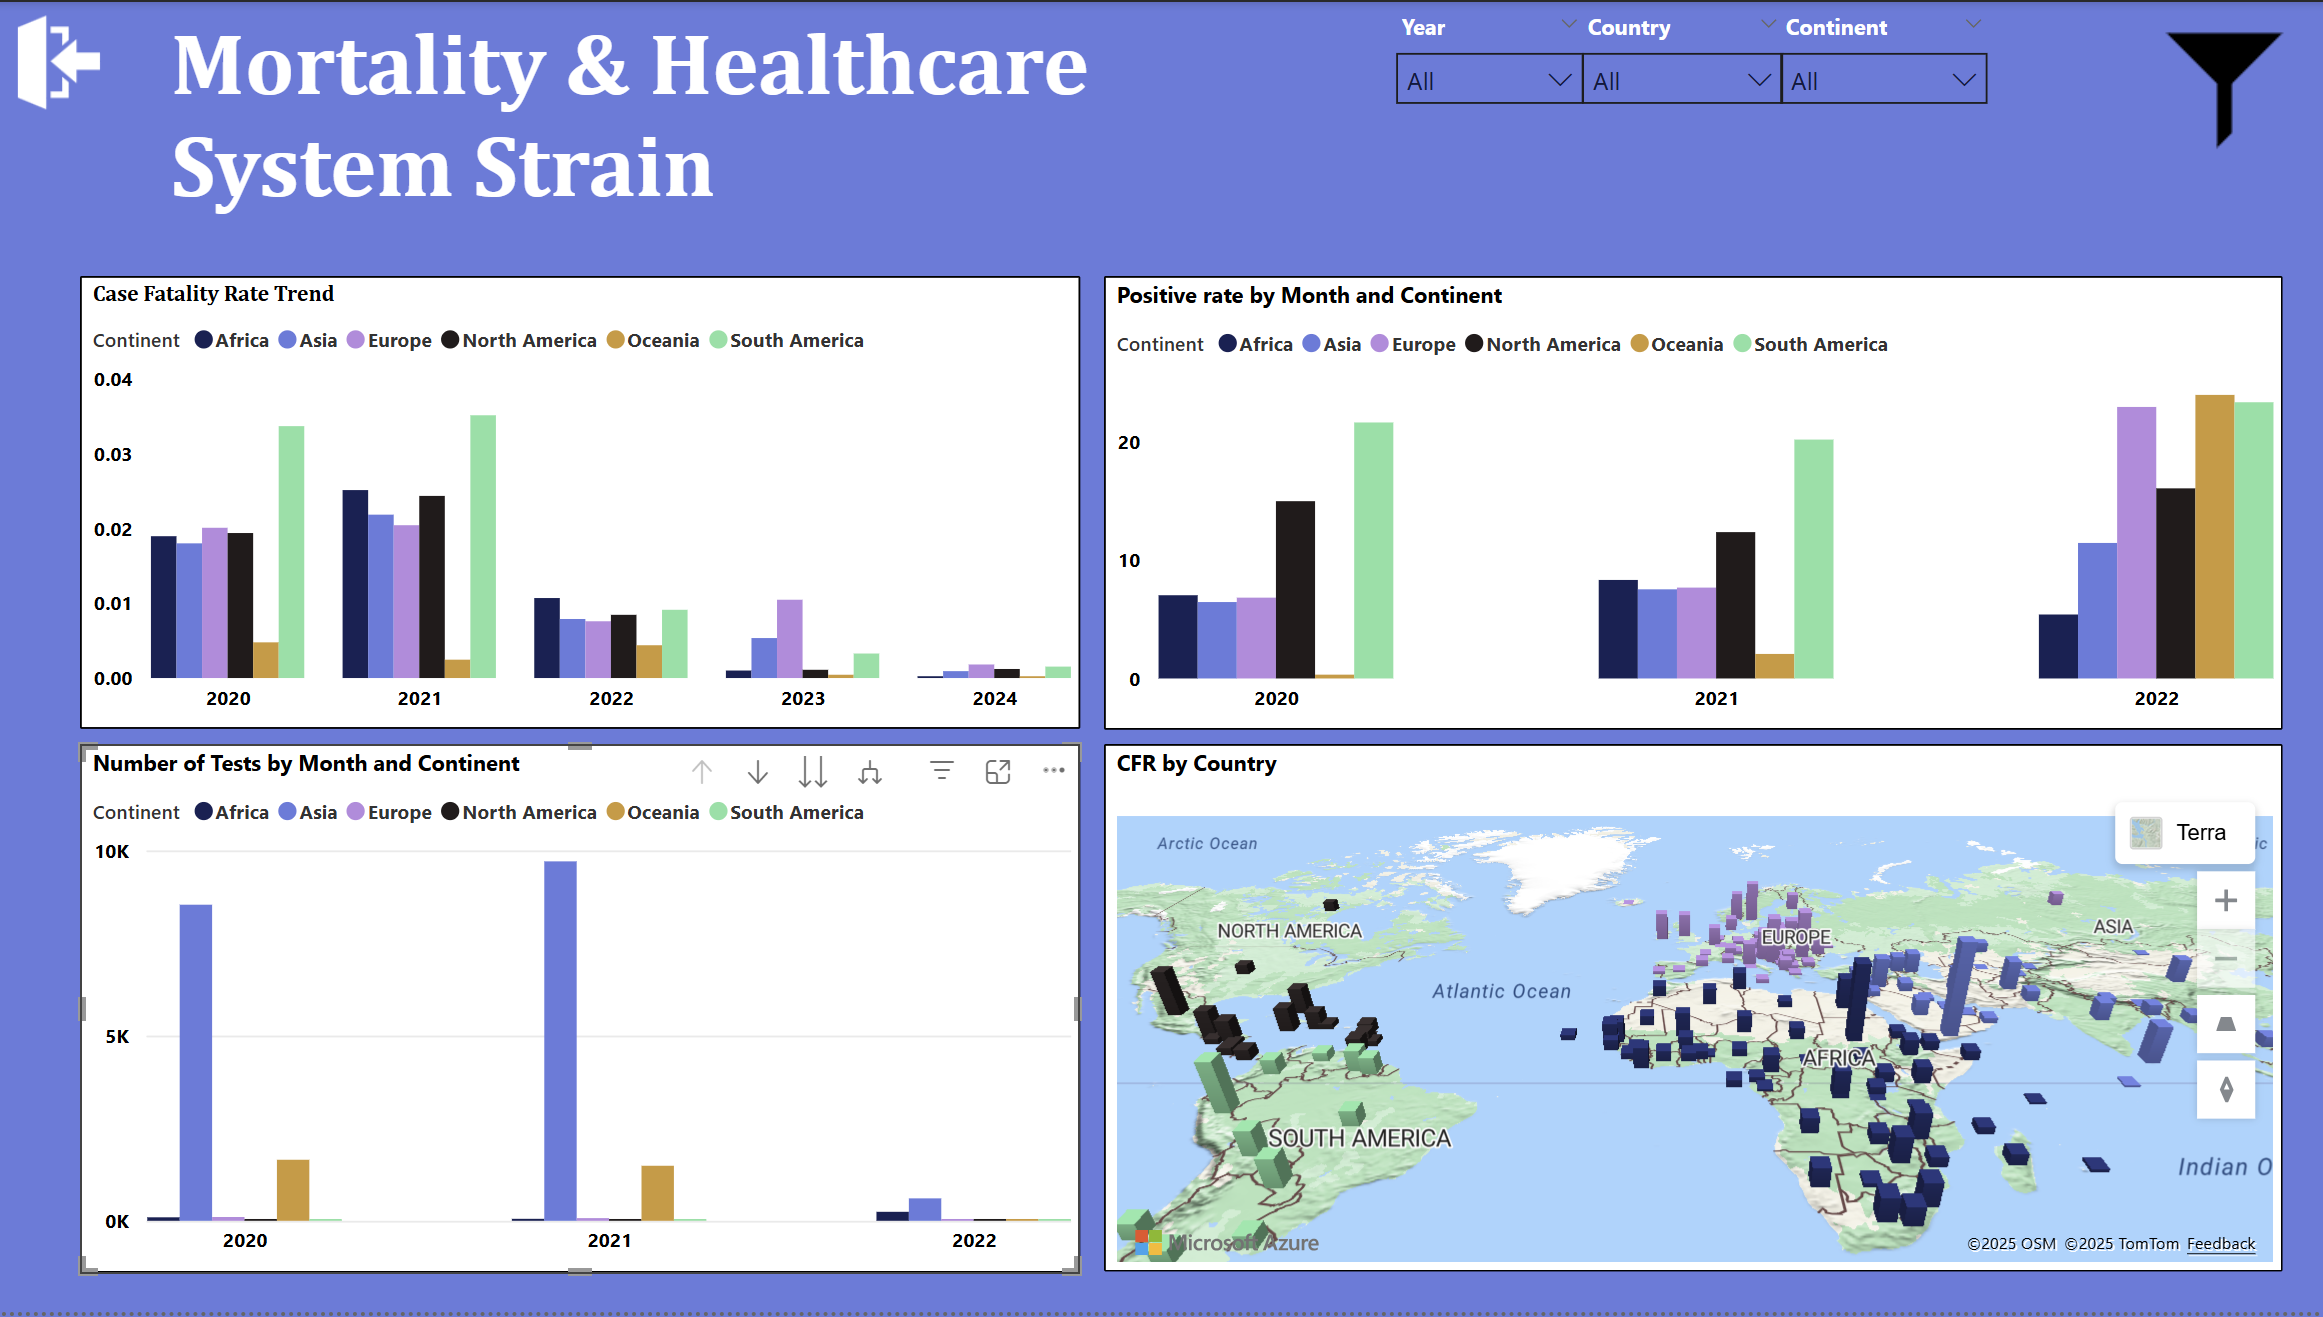 Mortality & Healthcare
System Strain
Year
Country
Continent
All
All
All
Case Fatality Rate Trend
Continent Africa Asia Europe North America Oceania South America
0.04
0.03
0.02
0.01
0.00
2020 2021 2022 2023 2024
Positive rate by Month and Continent
Continent Africa Asia Europe North America Oceania South America
20
10
0
2020 2021 2022
Number of Tests by Month and Continent
Continent Africa Asia Europe North America Oceania South America
10K
5K
0K
2020 2021 2022
CFR by Country
Terra
Arctic Ocean
ic
NORTH AMERICA
EUROPE
ASIA
Atlantic Ocean
AFRICA
SOUTH AMERICA
Indian O
Microsoft Azure
©2025 OSM ©2025 TomTom Feedback